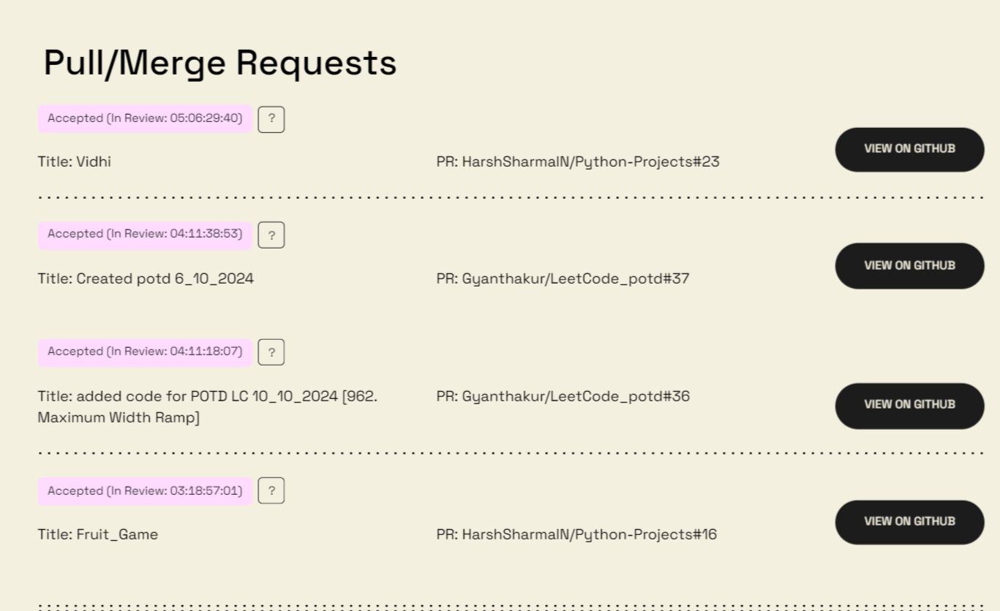 Pull/Merge Requests
Accepted (In Review: 05:06:29:40) ?
Title: Vidhi PR: HarshSharmaIN/Python-Projects#23 VIEW ON GITHUB
Accepted (In Review: 04:11:38:53) ?
Title: Created potd 6_10_2024 PR: Gyanthakur/LeetCode_potd#37 VIEW ON GITHUB
Accepted (In Review: 04:11:18:07) ?
Title: added code for POTD LC 10_10_2024 [962. PR: Gyanthakur/LeetCode_potd#36 VIEW ON GITHUB
Maximum Width Ramp]
Accepted (In Review: 03:18:57:01) ?
Title: Fruit_Game PR: HarshSharmaIN/Python-Projects#16 VIEW ON GITHUB